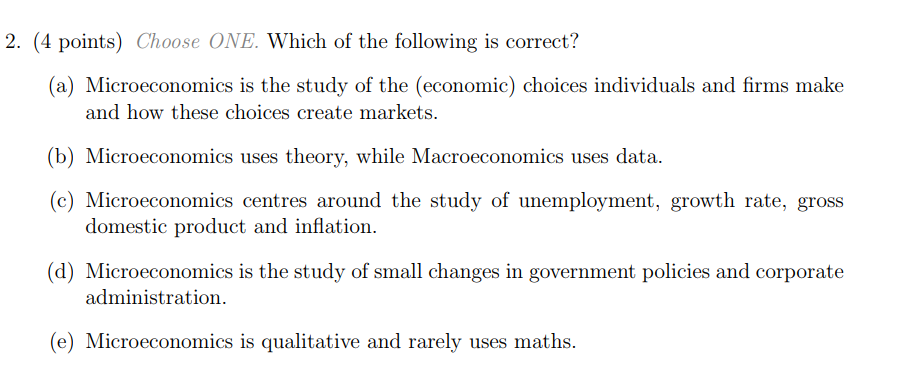 2. (4 points) Choose ONE. Which of the following is correct?
(a) Microeconomics is the study of the (economic) choices individuals and firms make
and how these choices create markets.
(b) Microeconomics uses theory, while Macroeconomics uses data.
(c) Microeconomics centres around the study of unemployment, growth rate, gross
domestic product and inflation.
(d) Microeconomics is the study of small changes in government policies and corporate
administration.
(e) Microeconomics is qualitative and rarely uses maths.